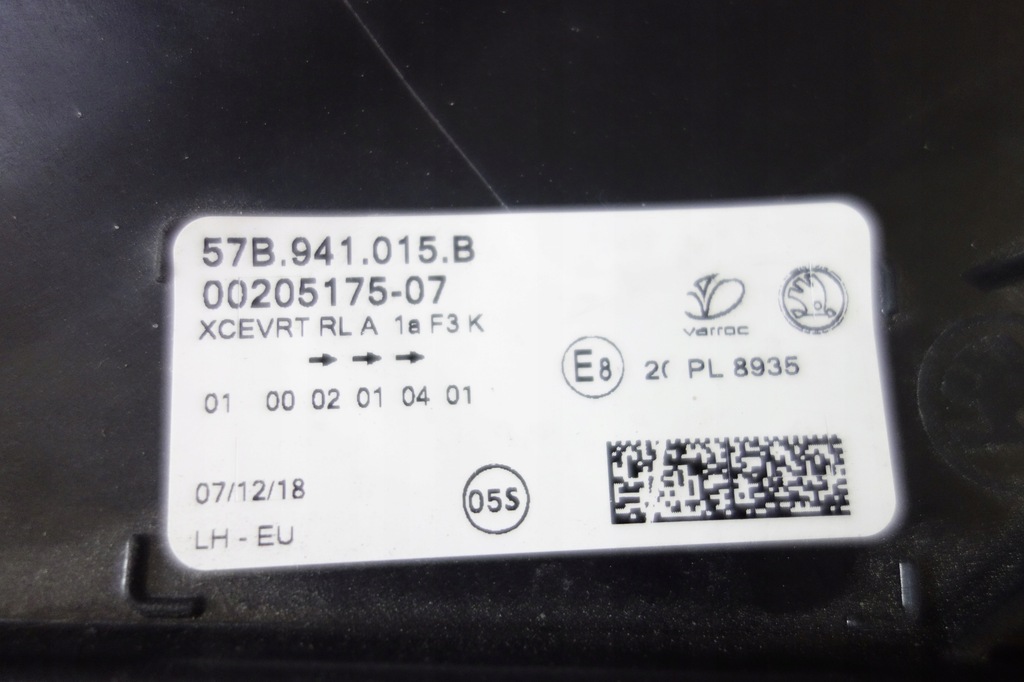 57B.941.015.B
00205175-07
XCEVRT RL A 1a F3 K
01 00 02 01 04 01
varroc
E8
PL 8935
07/12/18
05S
LH - EU